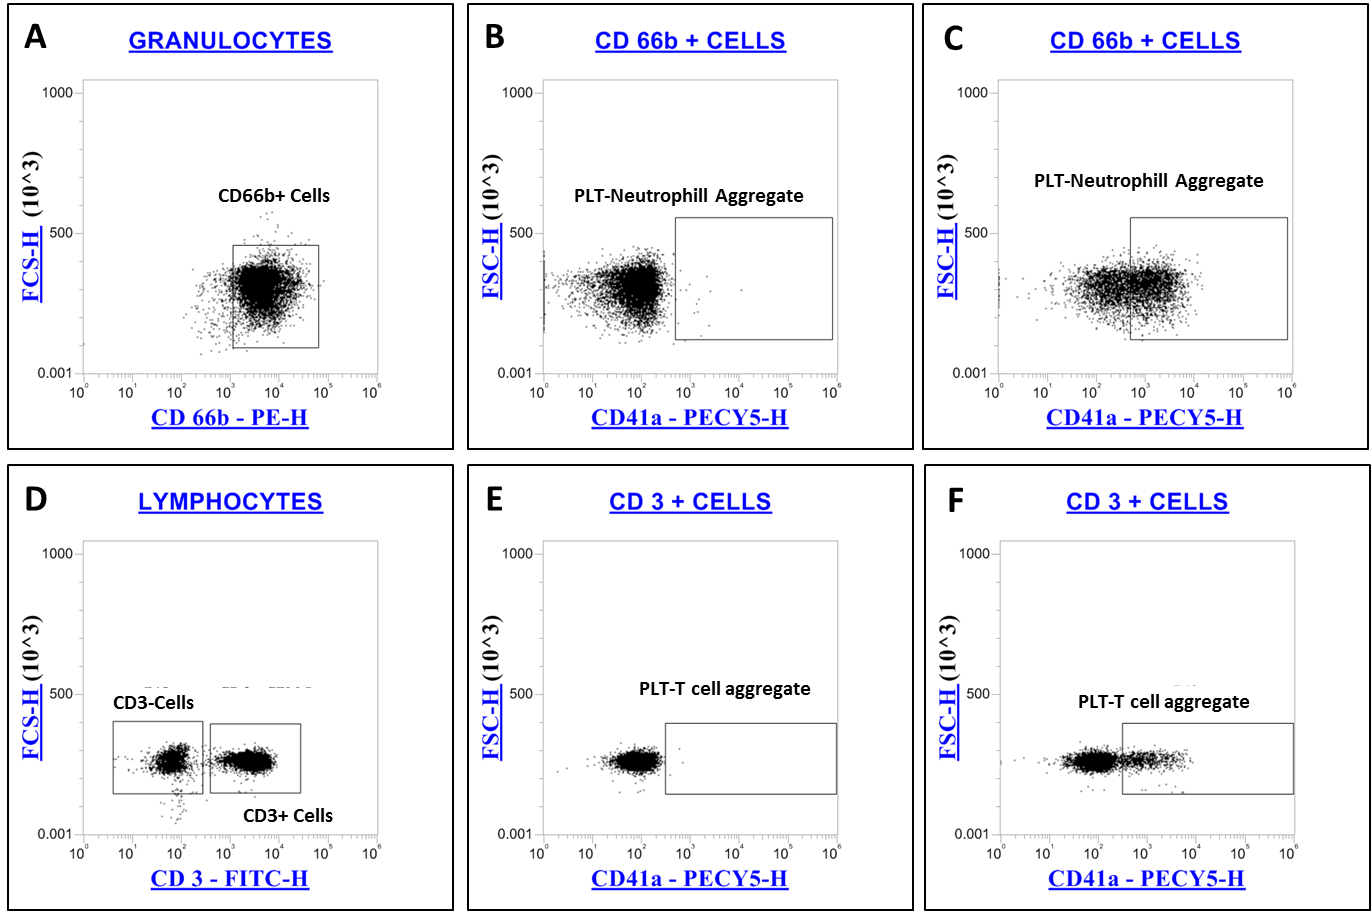 A
GRANULOCYTES
1000
500
0.001
FCS-H (10^3)
CD66b+ Cells
10^0 10^1 10^2 10^3 10^4 10^5 10^6
CD 66b - PE-H
B
CD 66b + CELLS
1000
500
0.001
FSC-H (10^3)
PLT-Neutrophill Aggregate
10^0 10^1 10^2 10^3 10^4 10^5 10^6
CD41a - PECY5-H
C
CD 66b + CELLS
1000
500
0.001
FSC-H (10^3)
PLT-Neutrophill Aggregate
10^0 10^1 10^2 10^3 10^4 10^5 10^6
CD41a - PECY5-H
D
LYMPHOCYTES
1000
500
0.001
FCS-H (10^3)
CD3-Cells
CD3+ Cells
10^0 10^1 10^2 10^3 10^4 10^5 10^6
CD 3 - FITC-H
E
CD 3 + CELLS
1000
500
0.001
FSC-H (10^3)
PLT-T cell aggregate
10^0 10^1 10^2 10^3 10^4 10^5 10^6
CD41a - PECY5-H
F
CD 3 + CELLS
1000
500
0.001
FSC-H (10^3)
PLT-T cell aggregate
10^0 10^1 10^2 10^3 10^4 10^5 10^6
CD41a - PECY5-H